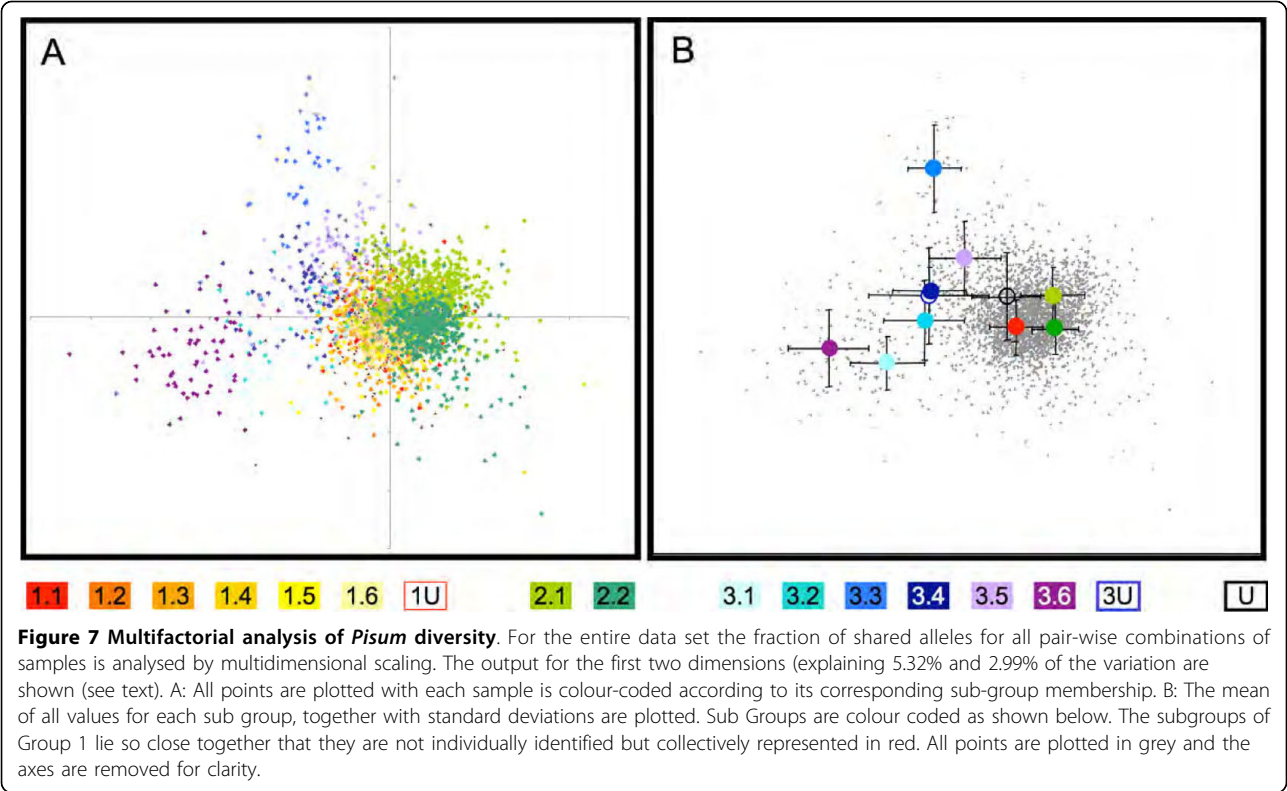 A
B
1.1 1.2 1.3 1.4 1.5 1.6 1U 2.1 2.2 3.1 3.2 3.3 3.4 3.5 3.6 3U U
Figure 7 Multifactorial analysis of Pisum diversity. For the entire data set the fraction of shared alleles for all pair-wise combinations of
samples is analysed by multidimensional scaling. The output for the first two dimensions (explaining 5.32% and 2.99% of the variation are
shown (see text). A: All points are plotted with each sample is colour-coded according to its corresponding sub-group membership. B: The mean
of all values for each sub group, together with standard deviations are plotted. Sub Groups are colour coded as shown below. The subgroups of
Group 1 lie so close together that they are not individually identified but collectively represented in red. All points are plotted in grey and the
axes are removed for clarity.